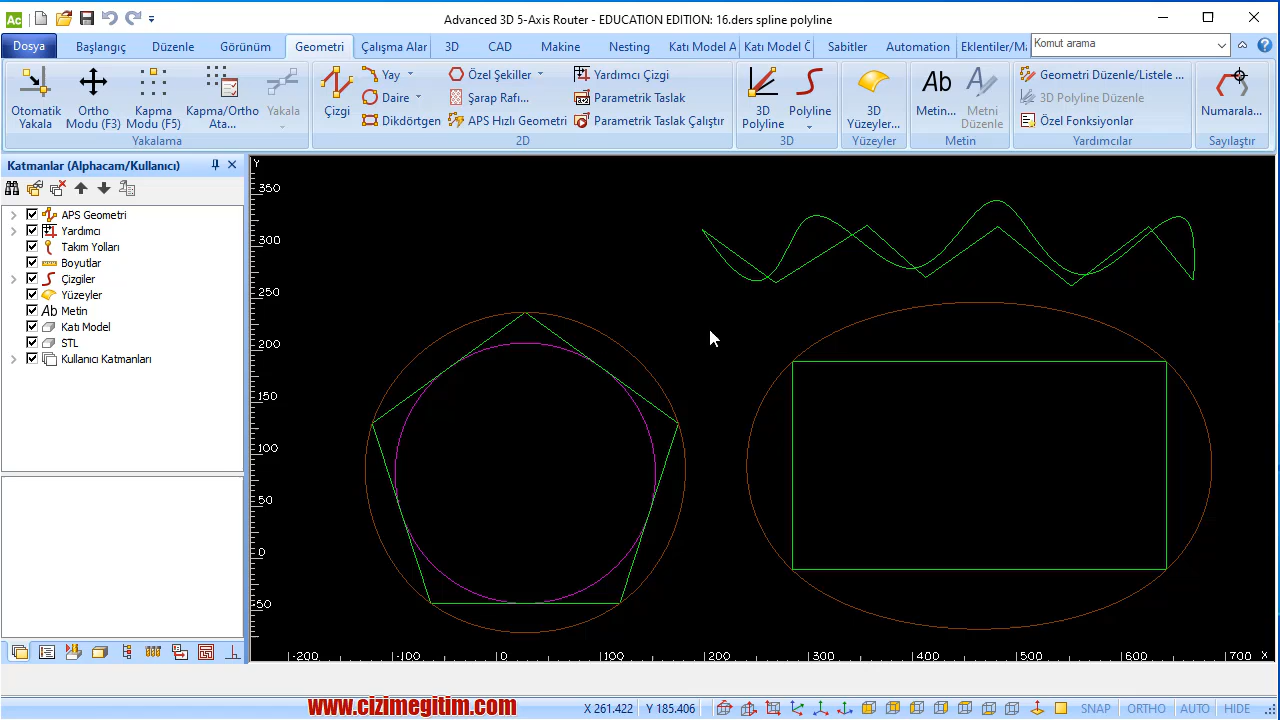 Ac
Advanced 3D 5-Axis Router - EDUCATION EDITION: 16.ders spline polyline
Dosya Başlangıç Düzenle Görünüm Geometri Çalışma Alar 3D CAD Makine Nesting Katı Model A Katı Model Ö Sabitler Automation Eklentiler/M Komut arama
Otomatik Yakala
Ortho Modu (F3)
Kapma Modu (F5)
Kapma/Ortho Ata...
Yakala
Yakalama
Çizgi
Yay
Daire
Dikdörtgen
Özel Şekiller
Şarap Rafı...
APS Hızlı Geometri
Yardımcı Çizgi
Parametrik Taslak
Parametrik Taslak Çalıştır
2D
3D Polyline
Polyline
3D
3D Yüzeyler...
Yüzeyler
Metin...
Metni Düzenle
Metin
Geometri Düzenle/Listele ...
3D Polyline Düzenle
Özel Fonksiyonlar
Yardımcılar
Numarala...
Sayılaştır
Katmanlar (Alphacam/Kullanıcı)
APS Geometri
Yardımcı
Takım Yolları
Boyutlar
Çizgiler
Yüzeyler
Metin
Katı Model
STL
Kullanıcı Katmanları
Y
350
300
250
200
150
100
50
0
-50
-200 -100 0 100 200 300 400 500 600 700 X
www.cizimegitim.com
X 261.422 Y 185.406 SNAP ORTHO AUTO HIDE